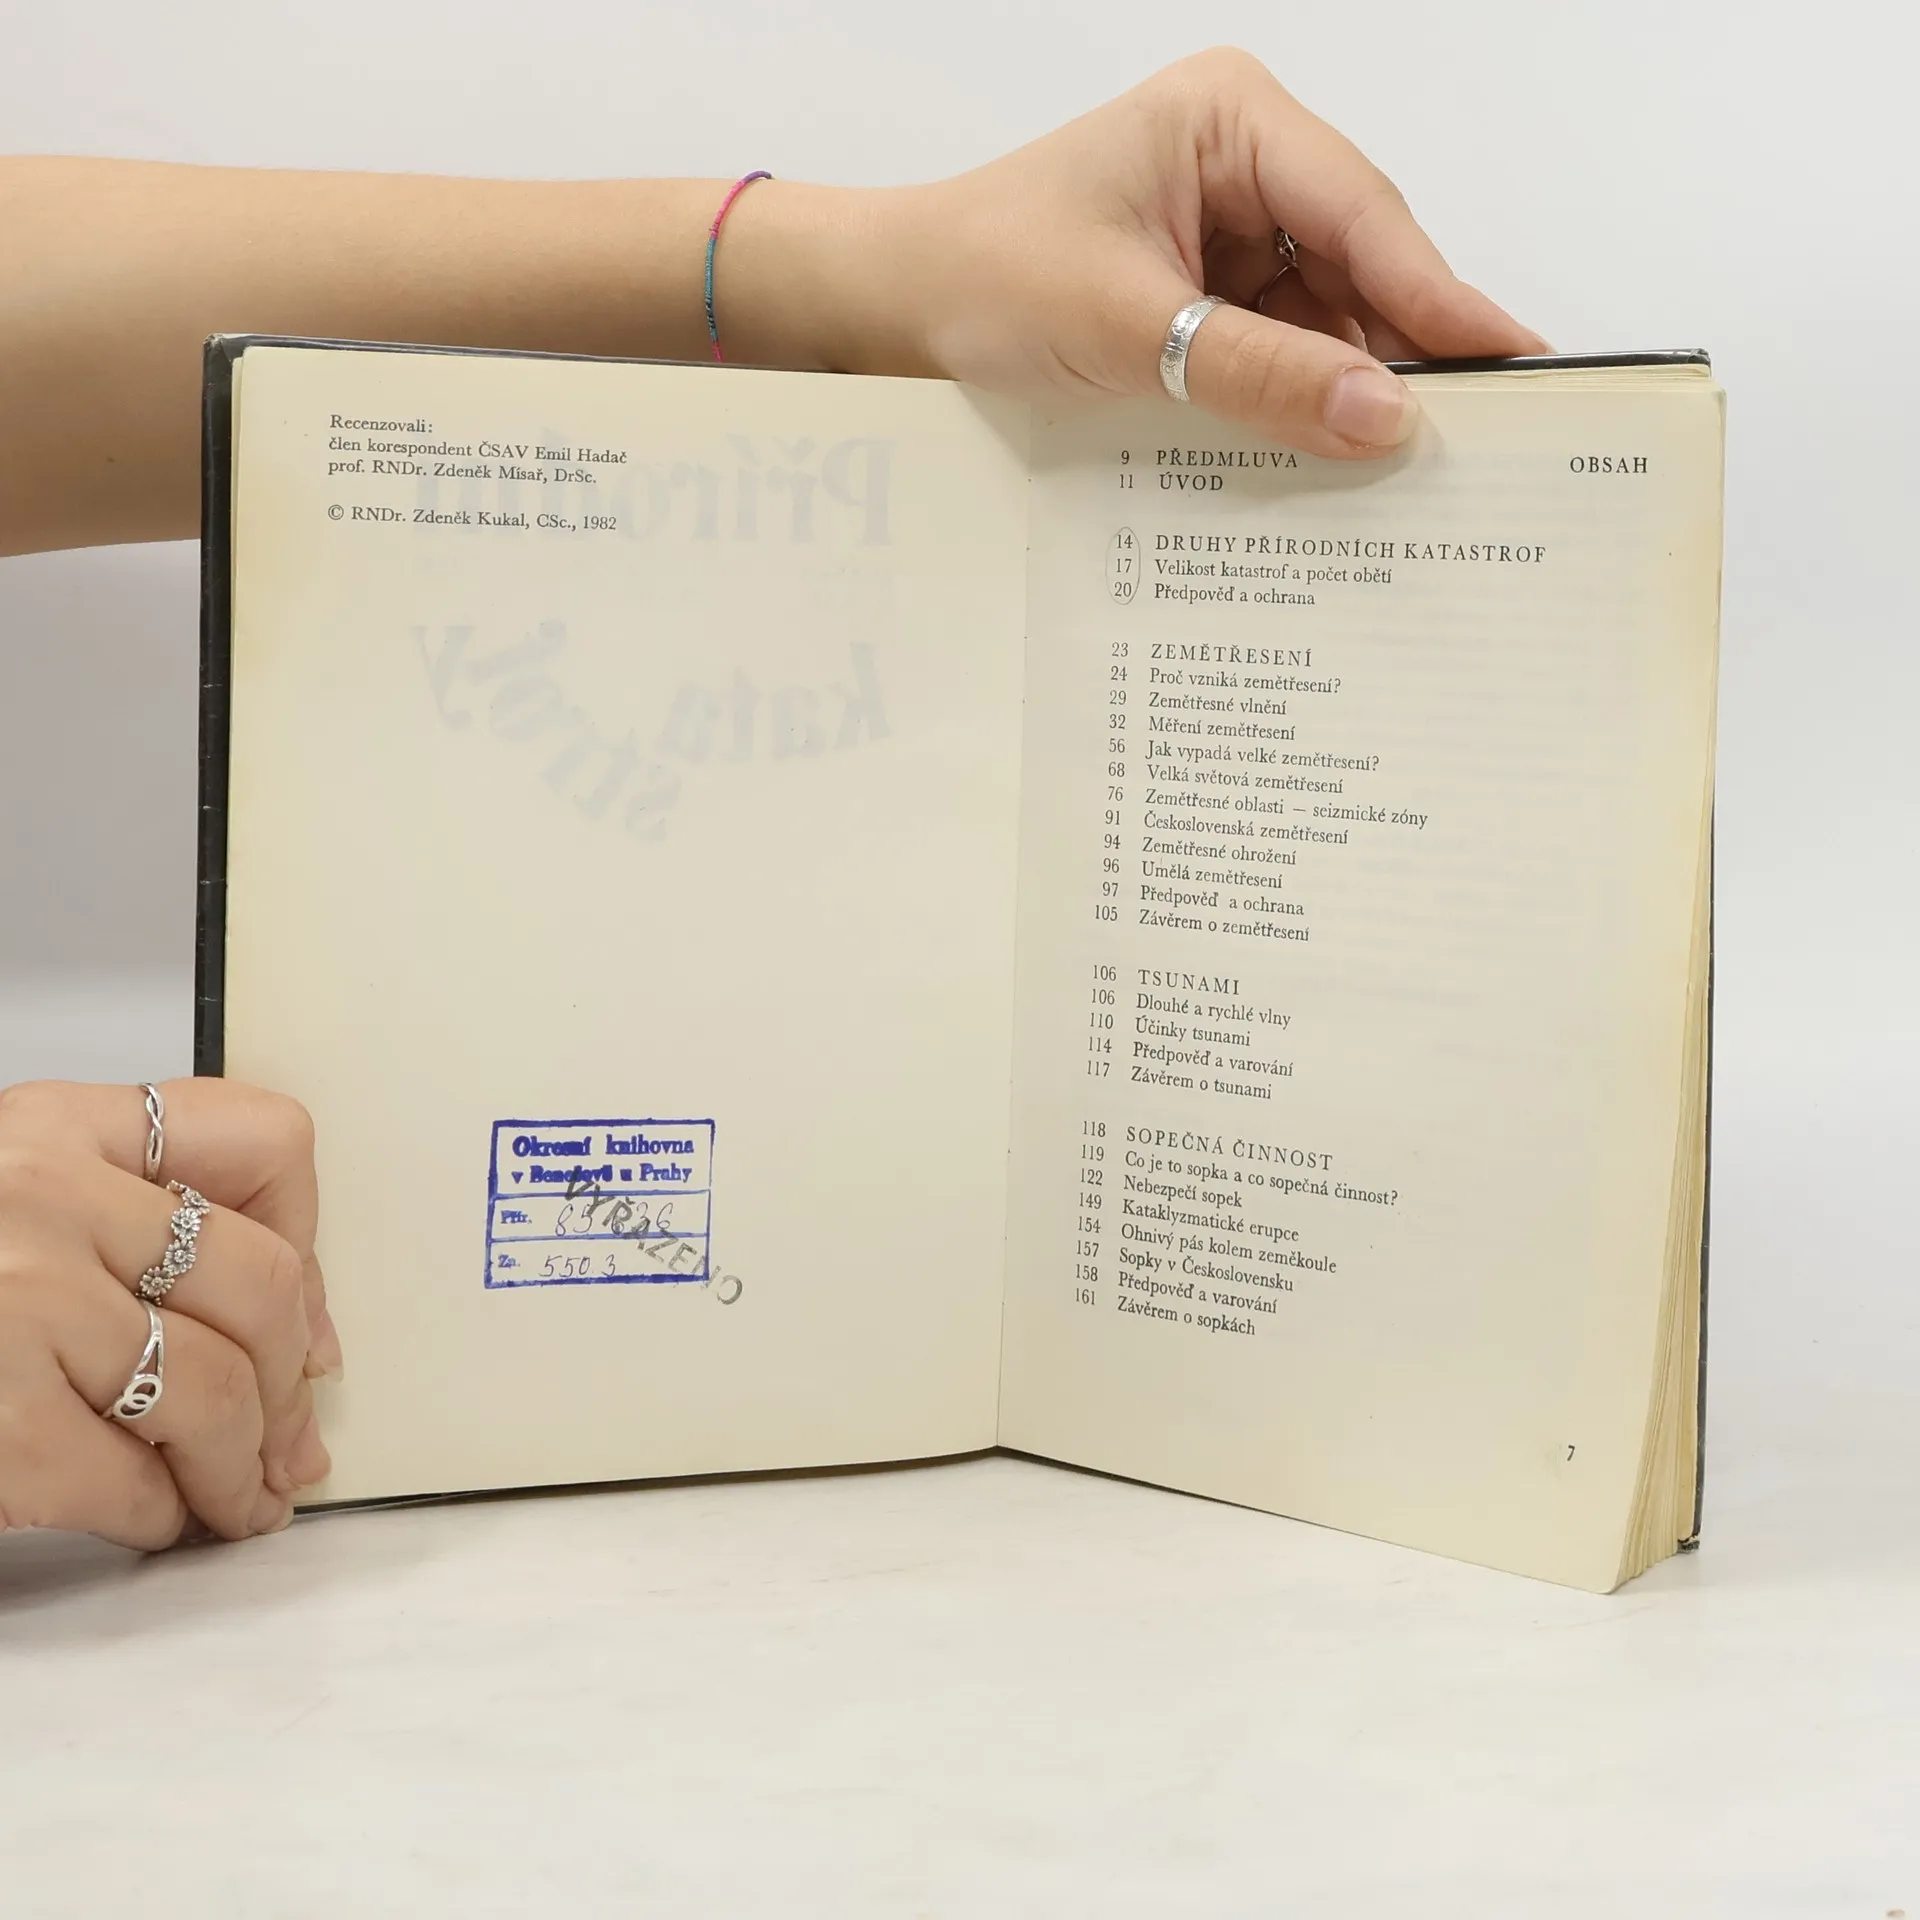 Recenzovali:
člen korespondent ČSAV Emil Hadač
prof. RNDr. Zdeněk Mísař, DrSc.
© RNDr. Zdeněk Kukal, CSc., 1982
Okresní knihovna
v Benešově u Prahy
Přír. 85 636
Zn. 550.3
VYŘAZENO
OBSAH
9 PŘEDMLUVA
11 ÚVOD
14 DRUHY PŘÍRODNÍCH KATASTROF
17 Velikost katastrof a počet obětí
20 Předpověď a ochrana
23 ZEMĚTŘESENÍ
24 Proč vzniká zemětřesení?
29 Zemětřesné vlnění
32 Měření zemětřesení
56 Jak vypadá velké zemětřesení?
68 Velká světová zemětřesení
76 Zemětřesné oblasti — seizmické zóny
91 Československá zemětřesení
94 Zemětřesné ohrožení
96 Umělá zemětřesení
97 Předpověď a ochrana
105 Závěrem o zemětřesení
106 TSUNAMI
106 Dlouhé a rychlé vlny
110 Účinky tsunami
114 Předpověď a varování
117 Závěrem o tsunami
118 SOPEČNÁ ČINNOST
119 Co je to sopka a co sopečná činnost?
122 Nebezpečí sopek
149 Kataklyzmatické erupce
154 Ohnivý pás kolem zeměkoule
157 Sopky v Československu
158 Předpověď a varování
161 Závěrem o sopkách
7